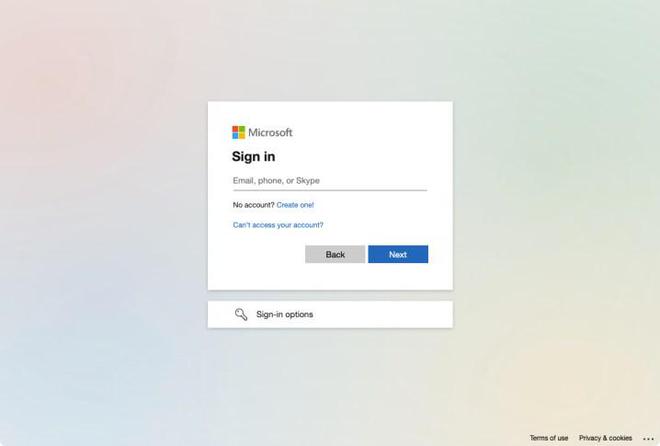 Microsoft
Sign in
Email, phone, or Skype
No account? Create one!
Can't access your account?
Back Next
Sign-in options
Terms of use Privacy & cookies ...